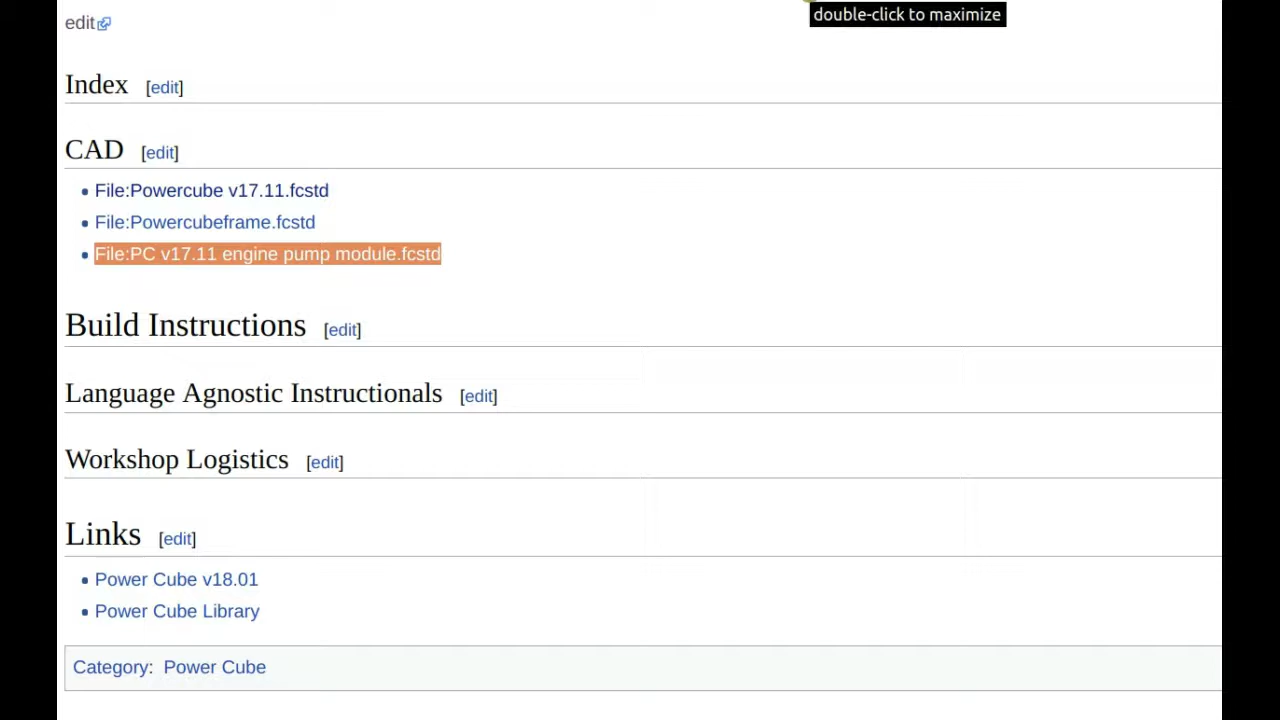 double-click to maximize
edit
Index [edit]
CAD [edit]
File:Powercube v17.11.fcstd
File:Powercubeframe.fcstd
File:PC v17.11 engine pump module.fcstd
Build Instructions [edit]
Language Agnostic Instructionals [edit]
Workshop Logistics [edit]
Links [edit]
Power Cube v18.01
Power Cube Library
Category: Power Cube